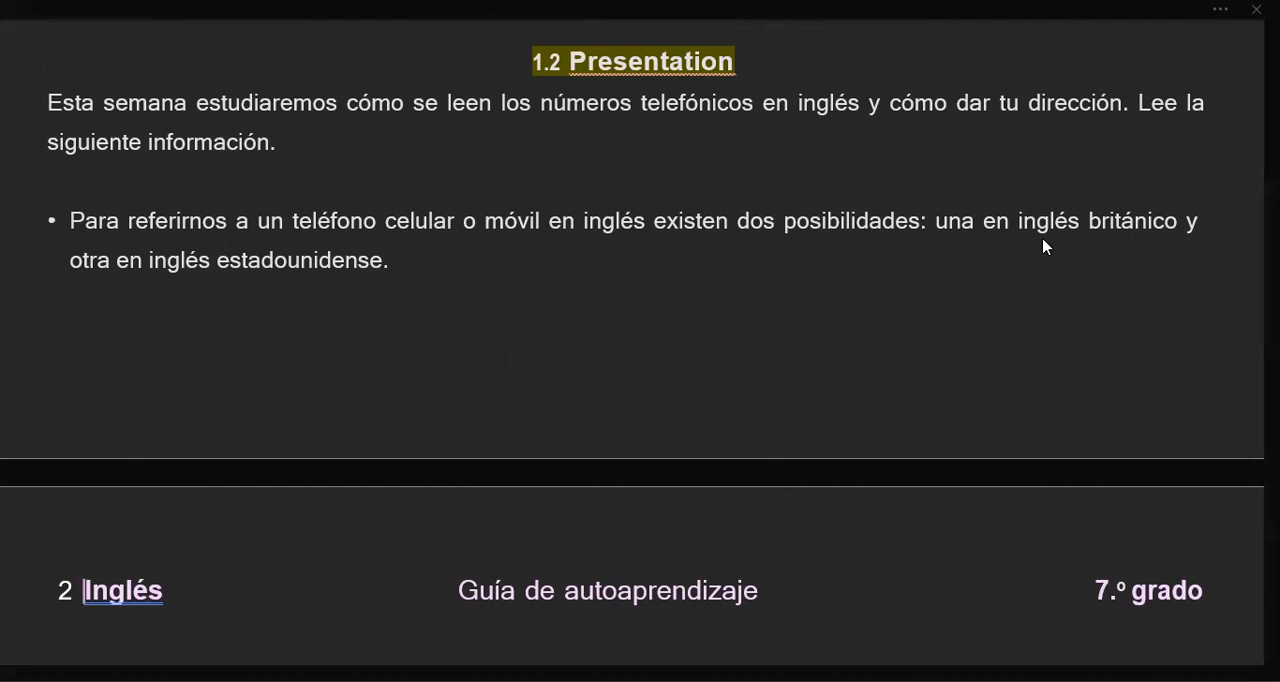 1.2 Presentation
Esta semana estudiaremos cómo se leen los números telefónicos en inglés y cómo dar tu dirección. Lee la
siguiente información.
• Para referirnos a un teléfono celular o móvil en inglés existen dos posibilidades: una en inglés británico y
otra en inglés estadounidense.
2 Inglés Guía de autoaprendizaje 7.º grado